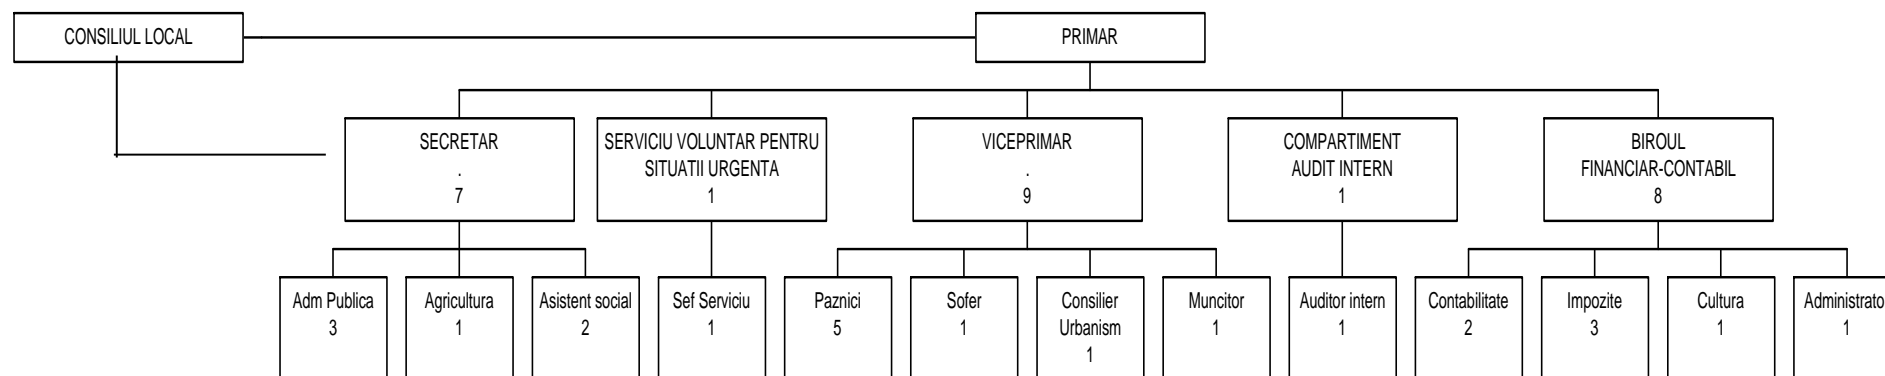 CONSILIUL LOCAL
PRIMAR
SECRETAR
.
7
SERVICIU VOLUNTAR PENTRU
SITUATII URGENTA
1
VICEPRIMAR
.
9
COMPARTIMENT
AUDIT INTERN
1
BIROUL
FINANCIAR-CONTABIL
8
Adm Publica
3
Agricultura
1
Asistent social
2
Sef Serviciu
1
Paznici
5
Sofer
1
Consilier
Urbanism
1
Muncitor
1
Auditor intern
1
Contabilitate
2
Impozite
3
Cultura
1
Administrato
1